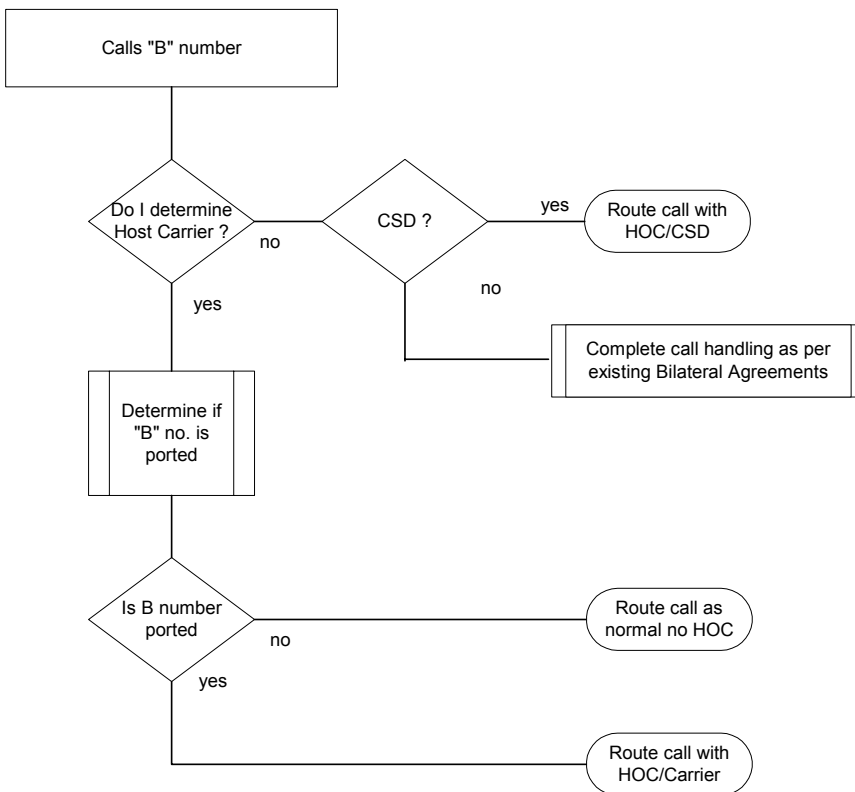 Calls "B" number
Do I determine
Host Carrier ?
no
CSD ?
yes
Route call with
HOC/CSD
yes
no
Complete call handling as per
existing Bilateral Agreements
Determine if
"B" no. is
ported
Is B number
ported
no
Route call as
normal no HOC
yes
Route call with
HOC/Carrier